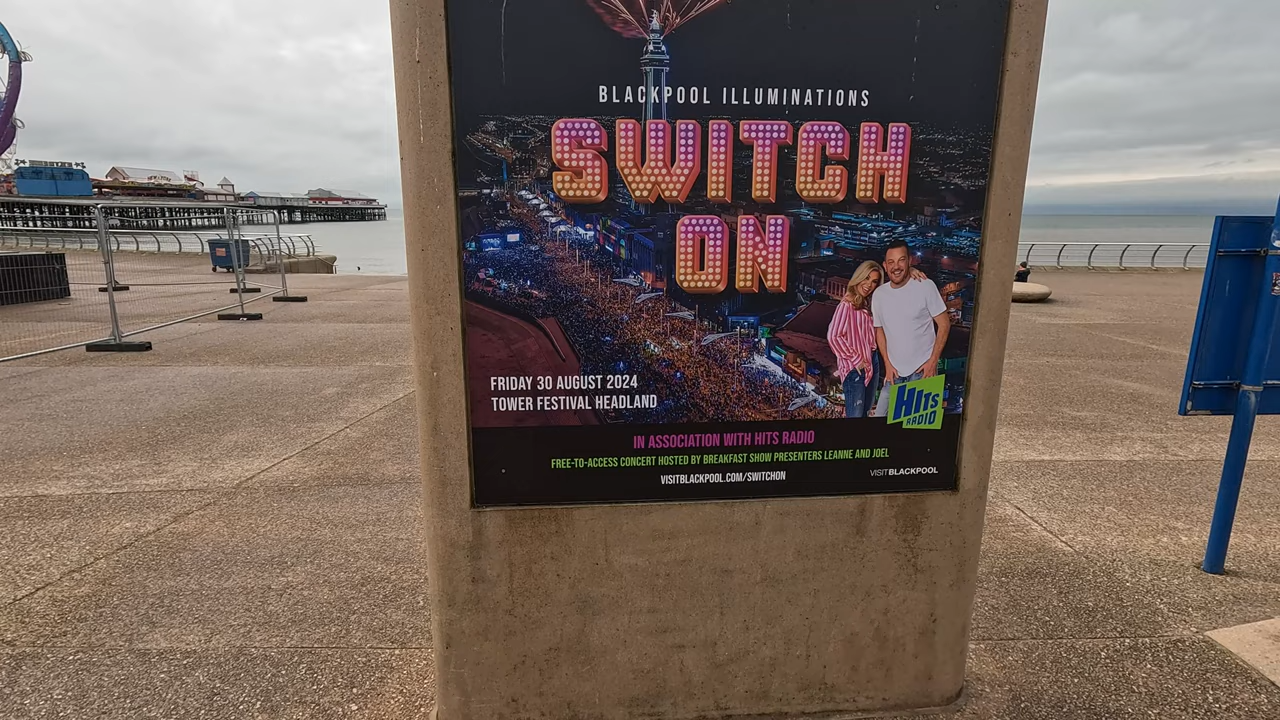 BLACKPOOL ILLUMINATIONS
SWITCH
ON
FRIDAY 30 AUGUST 2024
TOWER FESTIVAL HEADLAND
HITS
RADIO
IN ASSOCIATION WITH HITS RADIO
FREE-TO-ACCESS CONCERT HOSTED BY BREAKFAST SHOW PRESENTERS LEANNE AND JOEL
VISITBLACKPOOL.COM/SWITCHON
VISITBLACKPOOL